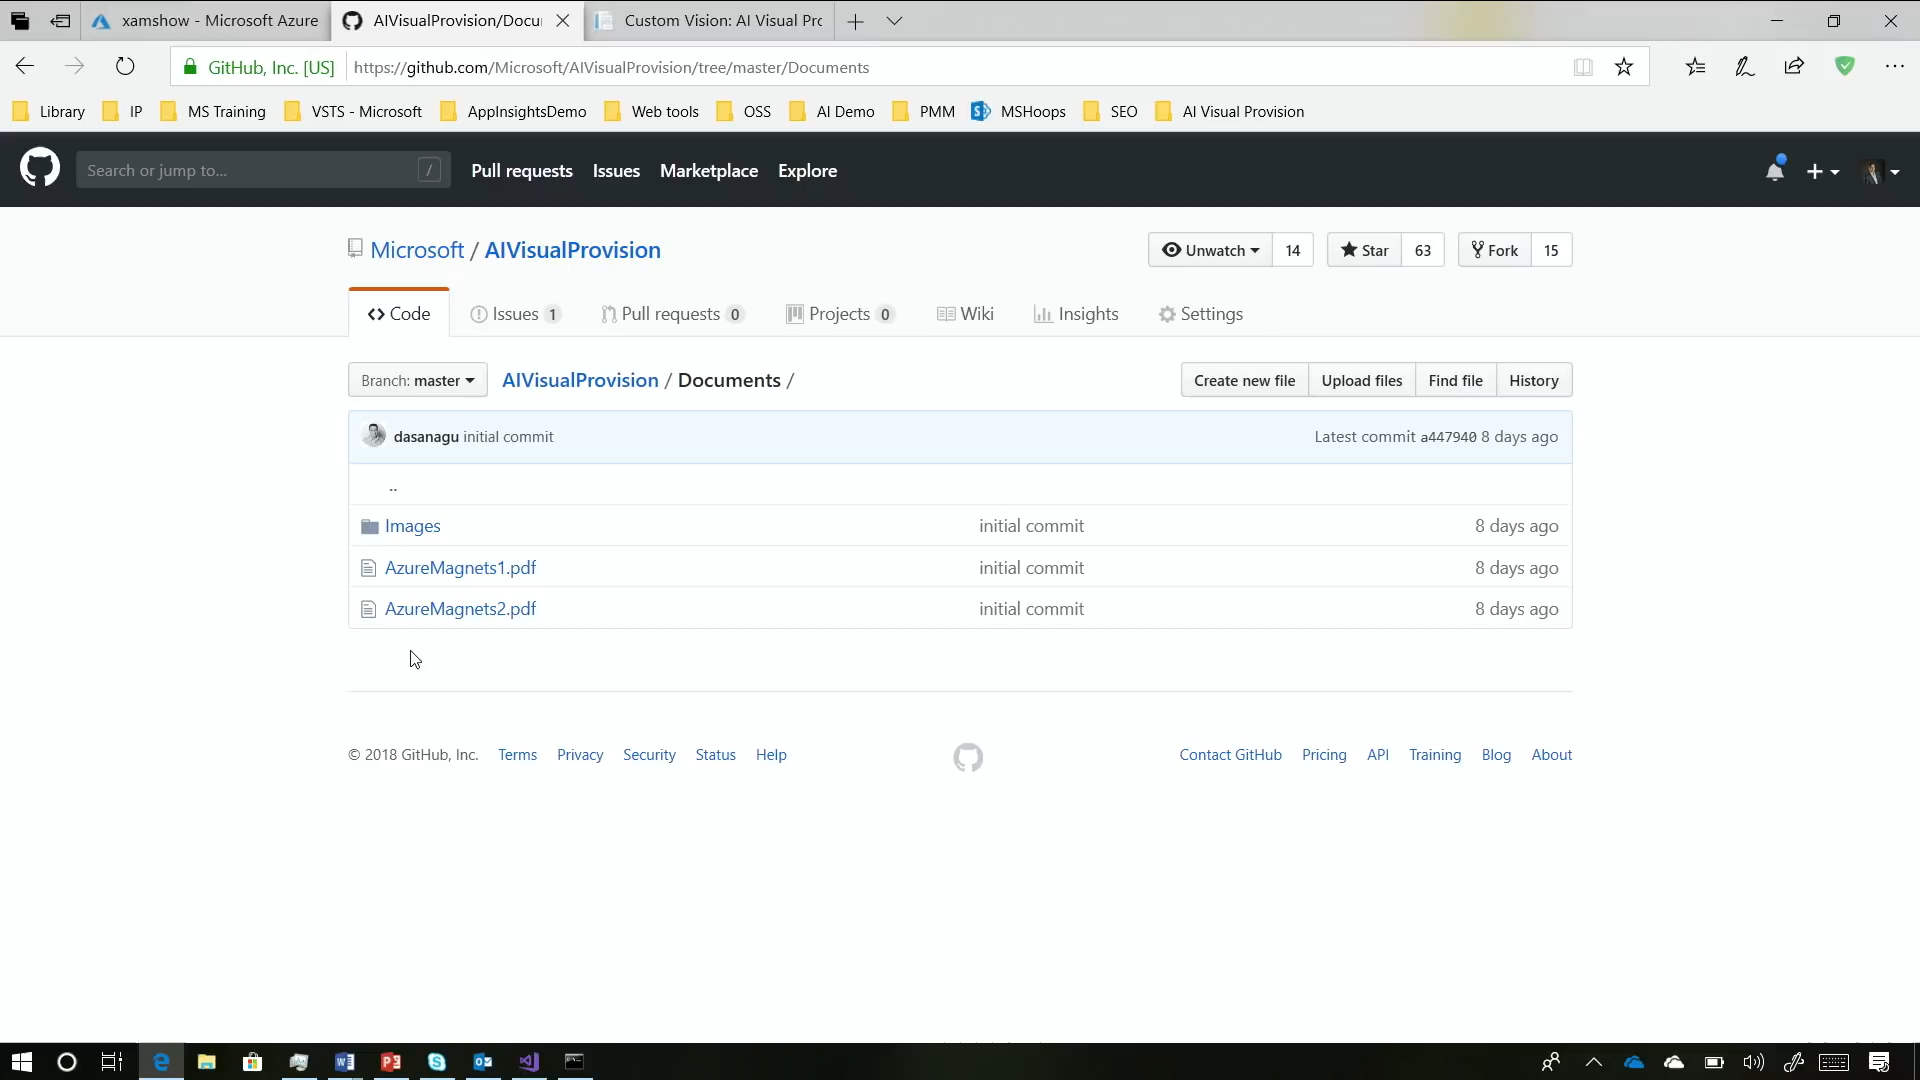 xamshow - Microsoft Azure
AIVisualProvision/Docu
Custom Vision: AI Visual Pro
GitHub, Inc. [US]
https://github.com/Microsoft/AIVisualProvision/tree/master/Documents
Library IP MS Training VSTS - Microsoft AppInsightsDemo Web tools OSS AI Demo PMM MSHoops SEO AI Visual Provision
Search or jump to... /
Pull requests Issues Marketplace Explore
Microsoft / AIVisualProvision
Unwatch 14 Star 63 Fork 15
Code Issues 1 Pull requests 0 Projects 0 Wiki Insights Settings
Branch: master AIVisualProvision / Documents /
Create new file Upload files Find file History
dasanagu initial commit Latest commit a447940 8 days ago
..
Images initial commit 8 days ago
AzureMagnets1.pdf initial commit 8 days ago
AzureMagnets2.pdf initial commit 8 days ago
© 2018 GitHub, Inc. Terms Privacy Security Status Help Contact GitHub Pricing API Training Blog About